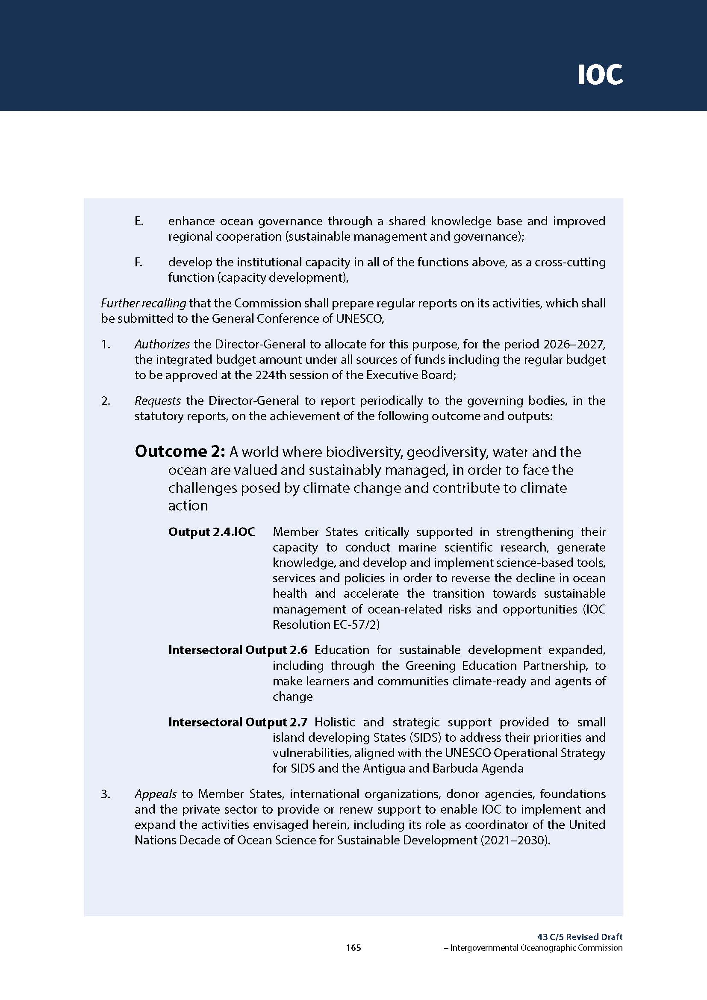 IOC
E. enhance ocean governance through a shared knowledge base and improved
regional cooperation (sustainable management and governance);
F. develop the institutional capacity in all of the functions above, as a cross-cutting
function (capacity development),
Further recalling that the Commission shall prepare regular reports on its activities, which shall
be submitted to the General Conference of UNESCO,
1. Authorizes the Director-General to allocate for this purpose, for the period 2026–2027,
the integrated budget amount under all sources of funds including the regular budget
to be approved at the 224th session of the Executive Board;
2. Requests the Director-General to report periodically to the governing bodies, in the
statutory reports, on the achievement of the following outcome and outputs:
Outcome 2: A world where biodiversity, geodiversity, water and the
ocean are valued and sustainably managed, in order to face the
challenges posed by climate change and contribute to climate
action
Output 2.4.IOC Member States critically supported in strengthening their
capacity to conduct marine scientific research, generate
knowledge, and develop and implement science-based tools,
services and policies in order to reverse the decline in ocean
health and accelerate the transition towards sustainable
management of ocean-related risks and opportunities (IOC
Resolution EC-57/2)
Intersectoral Output 2.6 Education for sustainable development expanded,
including through the Greening Education Partnership, to
make learners and communities climate-ready and agents of
change
Intersectoral Output 2.7 Holistic and strategic support provided to small
island developing States (SIDS) to address their priorities and
vulnerabilities, aligned with the UNESCO Operational Strategy
for SIDS and the Antigua and Barbuda Agenda
3. Appeals to Member States, international organizations, donor agencies, foundations
and the private sector to provide or renew support to enable IOC to implement and
expand the activities envisaged herein, including its role as coordinator of the United
Nations Decade of Ocean Science for Sustainable Development (2021–2030).
43 C/5 Revised Draft
165 – Intergovernmental Oceanographic Commission